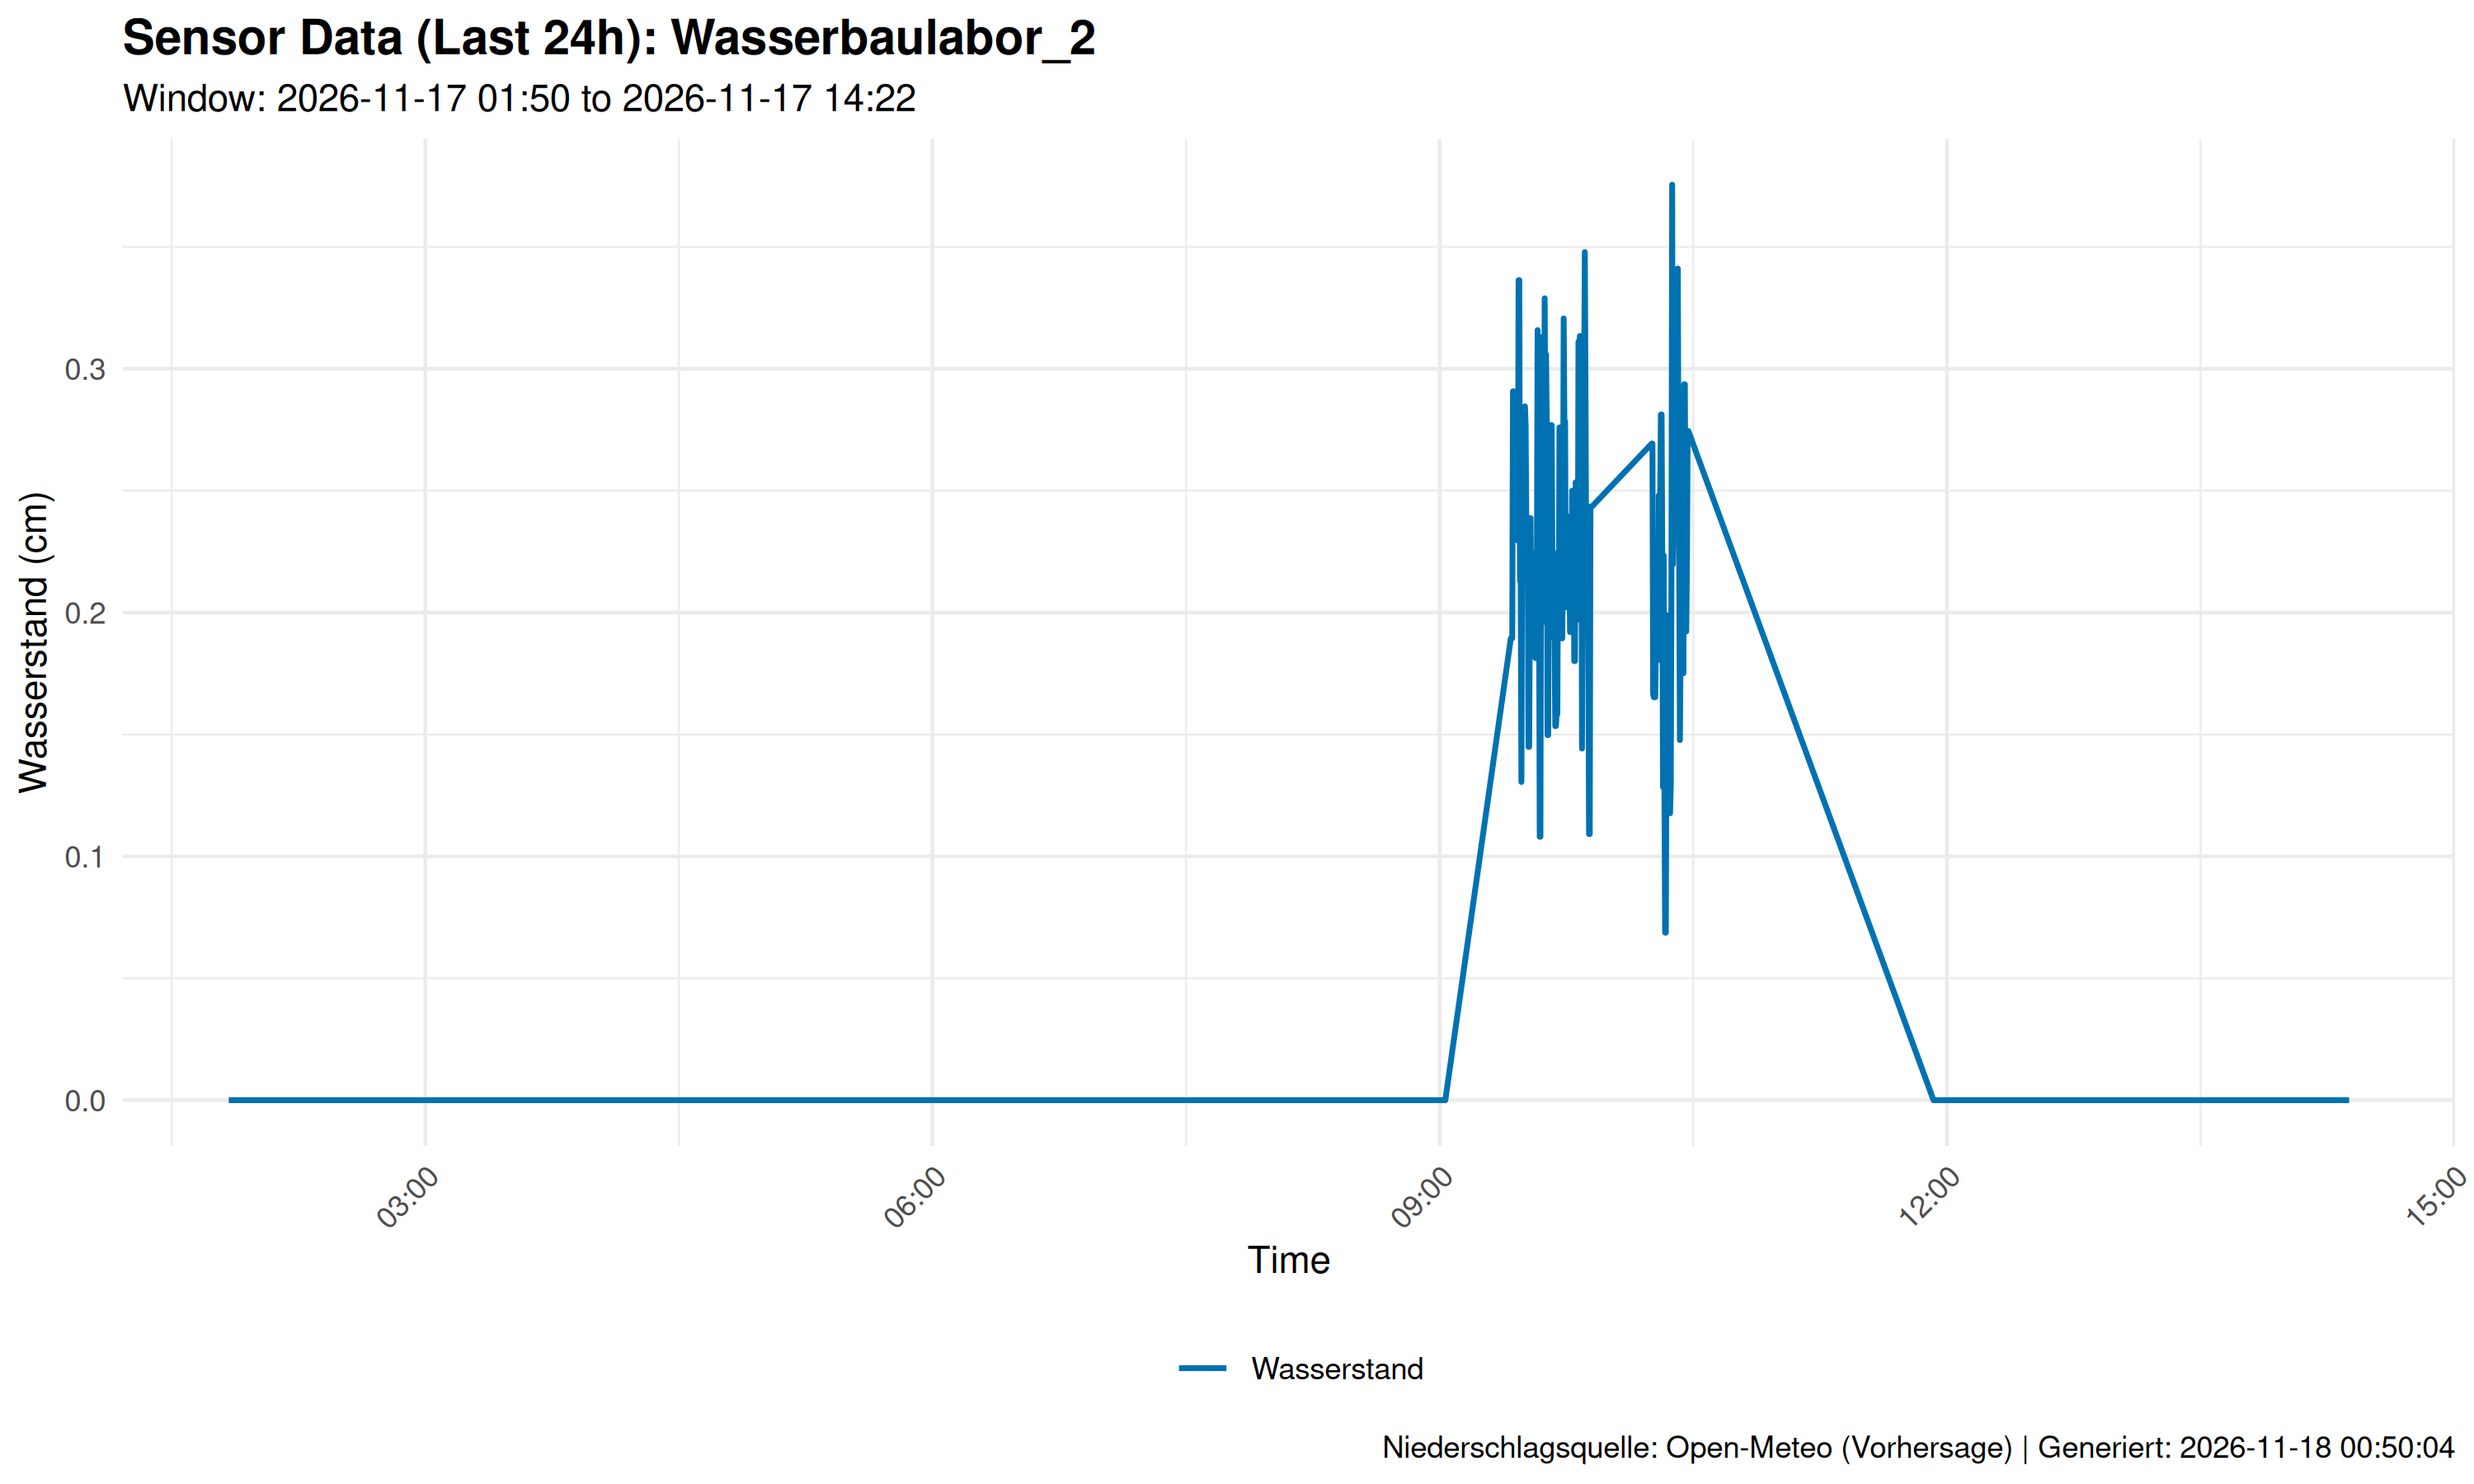 Sensor Data (Last 24h): Wasserbaulabor_2
Window: 2026-11-17 01:50 to 2026-11-17 14:22
Wasserstand (cm)
0.3
0.2
0.1
0.0
03:00
06:00
09:00
12:00
15:00
Time
Wasserstand
Niederschlagsquelle: Open-Meteo (Vorhersage) | Generiert: 2026-11-18 00:50:04